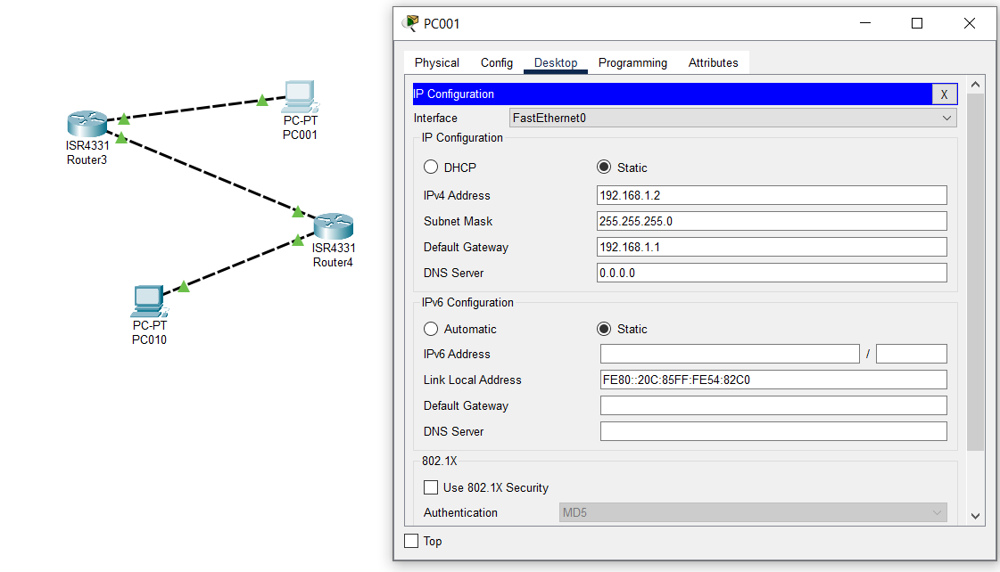 PC-PT
PC001
ISR4331
Router3
ISR4331
Router4
PC-PT
PC010
PC001
Physical Config Desktop Programming Attributes
IP Configuration X
Interface FastEthernet0
IP Configuration
DHCP Static
IPv4 Address 192.168.1.2
Subnet Mask 255.255.255.0
Default Gateway 192.168.1.1
DNS Server 0.0.0.0
IPv6 Configuration
Automatic Static
IPv6 Address /
Link Local Address FE80::20C:85FF:FE54:82C0
Default Gateway
DNS Server
802.1X
Use 802.1X Security
Authentication MD5
Top